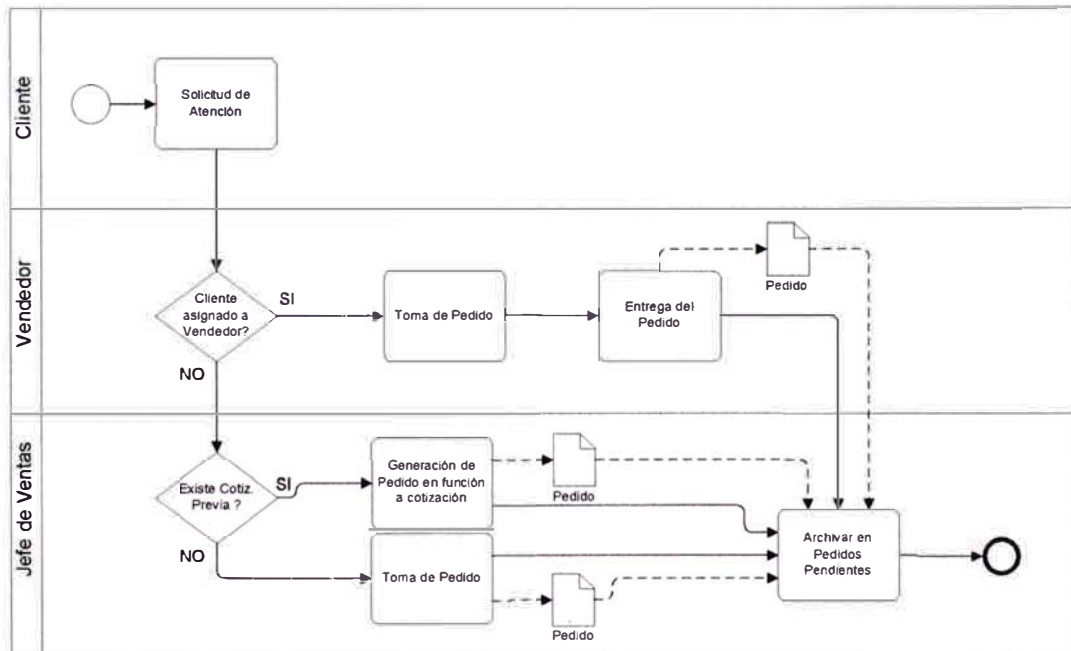 Cliente
Solicitud de
Atención
Vendedor
Cliente
asignado a
Vendedor?
SI
NO
Toma de Pedido
Entrega del
Pedido
Pedido
Jefe de Ventas
Existe Cotiz.
Previa ?
SI
NO
Generación de
Pedido en función
a cotización
Pedido
Toma de Pedido
Pedido
Archivar en
Pedidos
Pendientes